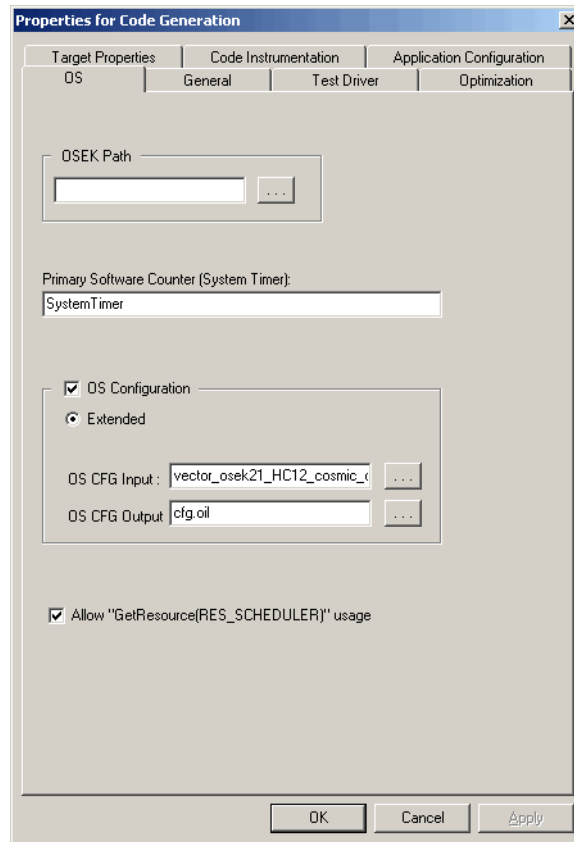 Properties for Code Generation
Target Properties Code Instrumentation Application Configuration
OS General Test Driver Optimization
OSEK Path
...
Primary Software Counter (System Timer):
SystemTimer
OS Configuration
Extended
OS CFG Input : vector_osek21_HC12_cosmic_ ...
OS CFG Output cfg.oil ...
Allow "GetResource(RES_SCHEDULER)" usage
OK Cancel Apply